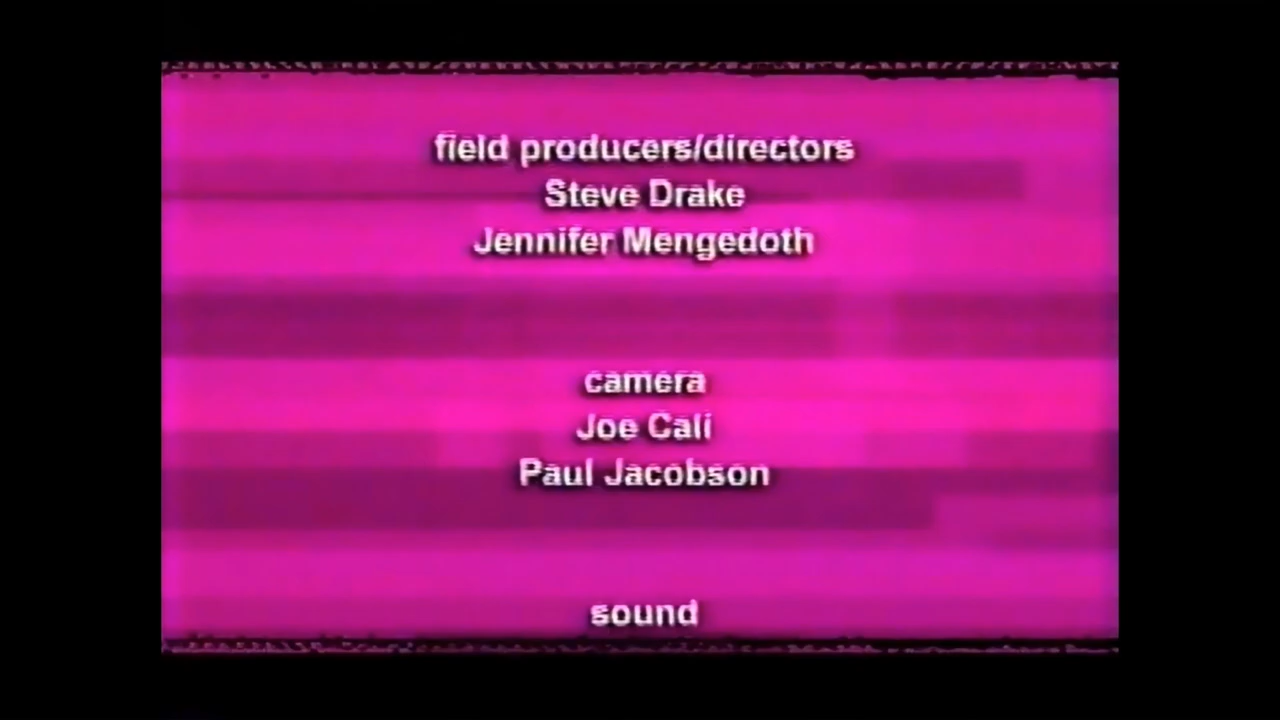 field producers/directors
Steve Drake
Jennifer Mengedoth
camera
Joe Cali
Paul Jacobson
sound